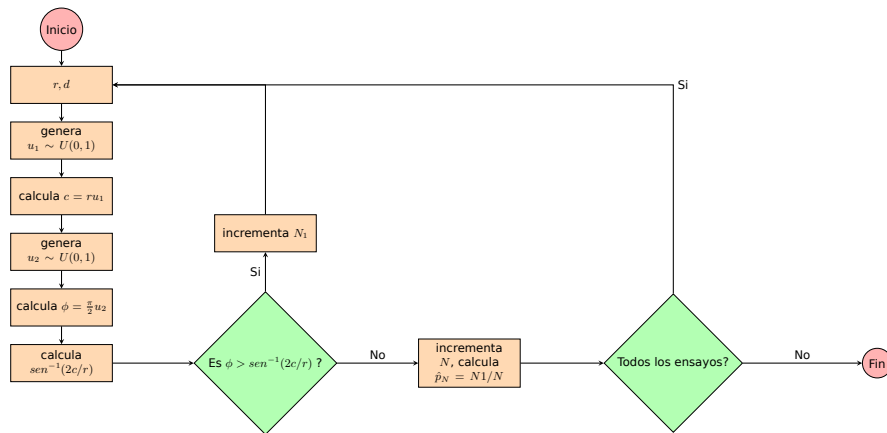 Inicio
r, d
genera
u₁ ∼ U(0, 1)
calcula c = ru₁
genera
u₂ ∼ U(0, 1)
calcula ϕ = π/2 u₂
calcula
sen⁻¹(2c/r)
Es ϕ > sen⁻¹(2c/r) ?
Si
incrementa N₁
No
incrementa
N, calcula
p̂_N = N1/N
Todos los ensayos?
Si
No
Fin